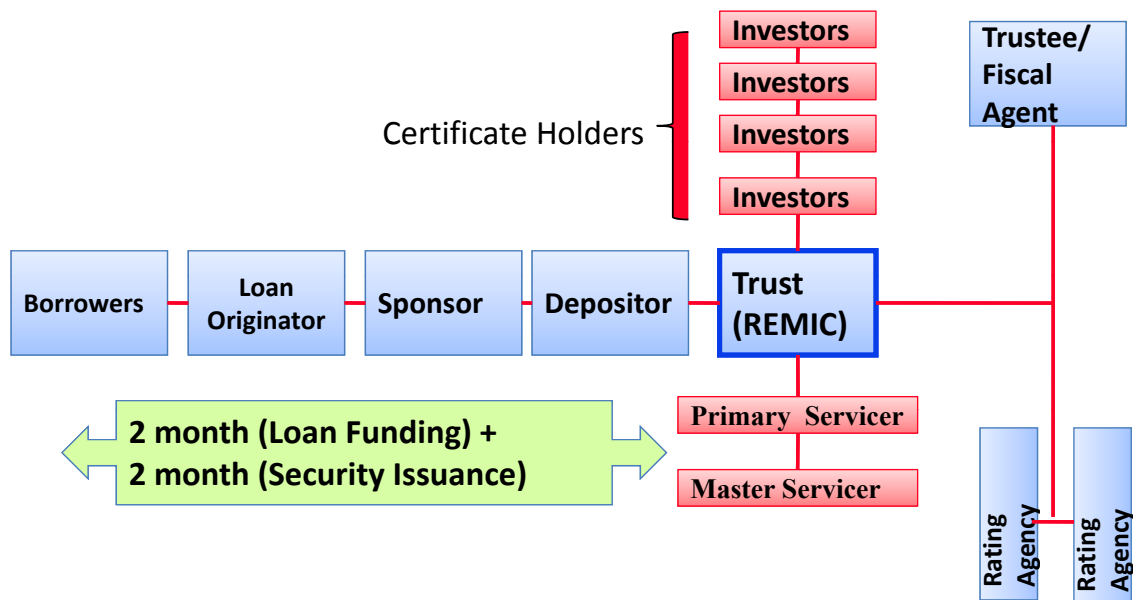 Investors
Investors
Investors
Investors
Certificate Holders
Trustee/
Fiscal
Agent
Borrowers
Loan
Originator
Sponsor
Depositor
Trust
(REMIC)
2 month (Loan Funding) +
2 month (Security Issuance)
Primary Servicer
Master Servicer
Rating
Agency
Rating
Agency